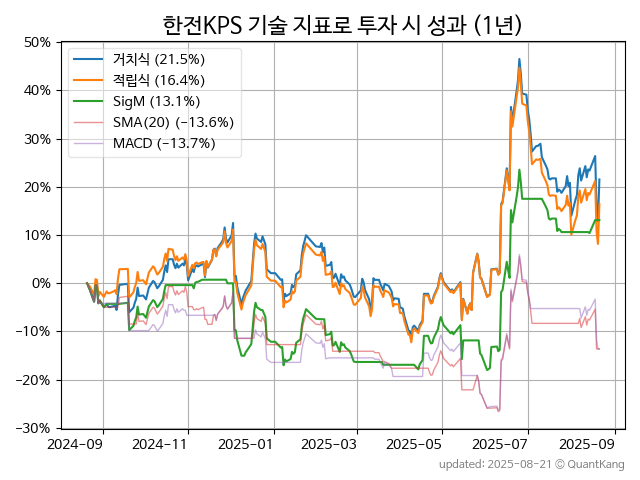 한전KPS 기술 지표로 투자 시 성과 (1년)
50%
40%
30%
20%
10%
0%
−10%
−20%
−30%
거치식 (21.5%)
적립식 (16.4%)
SigM (13.1%)
SMA(20) (−13.6%)
MACD (−13.7%)
2024-09
2024-11
2025-01
2025-03
2025-05
2025-07
2025-09
updated: 2025-08-21 © QuantKang